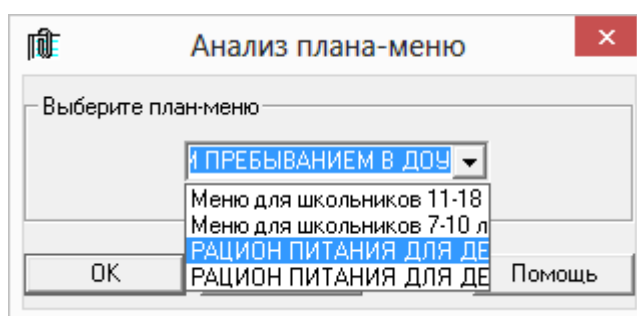 Анализ плана-меню
Выберите план-меню
И ПРЕБЫВАНИЕМ В ДОУ
Меню для школьников 11-18
Меню для школьников 7-10 л
РАЦИОН ПИТАНИЯ ДЛЯ ДЕ
РАЦИОН ПИТАНИЯ ДЛЯ ДЕ
ОК
Помощь